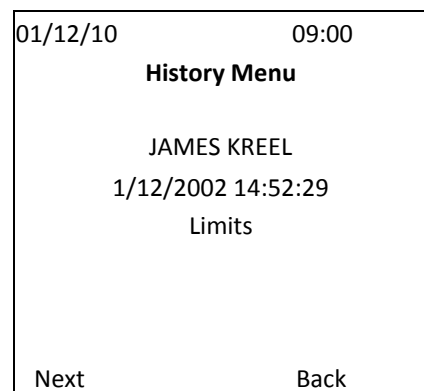 01/12/10 09:00
History Menu
JAMES KREEL
1/12/2002 14:52:29
Limits
Next Back